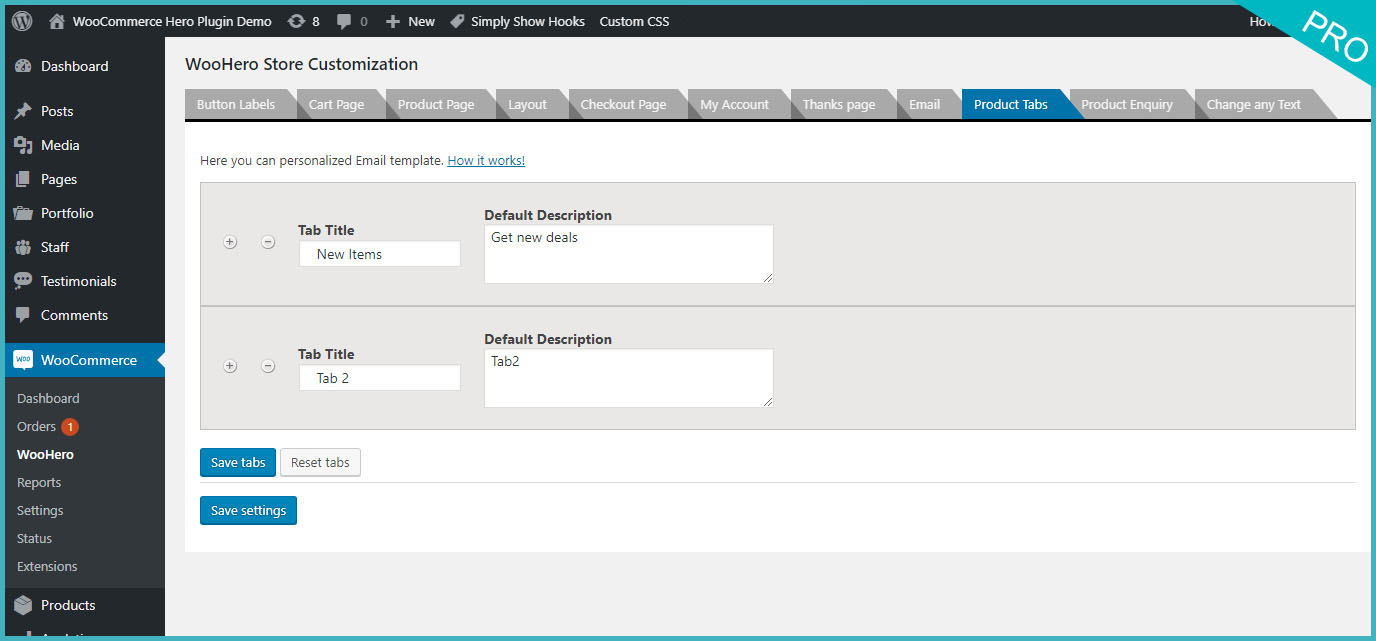 WooCommerce Hero Plugin Demo 8 0 New Simply Show Hooks Custom CSS
PRO
Dashboard
Posts
Media
Pages
Portfolio
Staff
Testimonials
Comments
woo WooCommerce
Dashboard
Orders 1
WooHero
Reports
Settings
Status
Extensions
Products
WooHero Store Customization
Button Labels Cart Page Product Page Layout Checkout Page My Account Thanks page Email Product Tabs Product Enquiry Change any Text
Here you can personalized Email template. How it works!
Tab Title
New Items
Default Description
Get new deals
Tab Title
Tab 2
Default Description
Tab2
Save tabs Reset tabs
Save settings